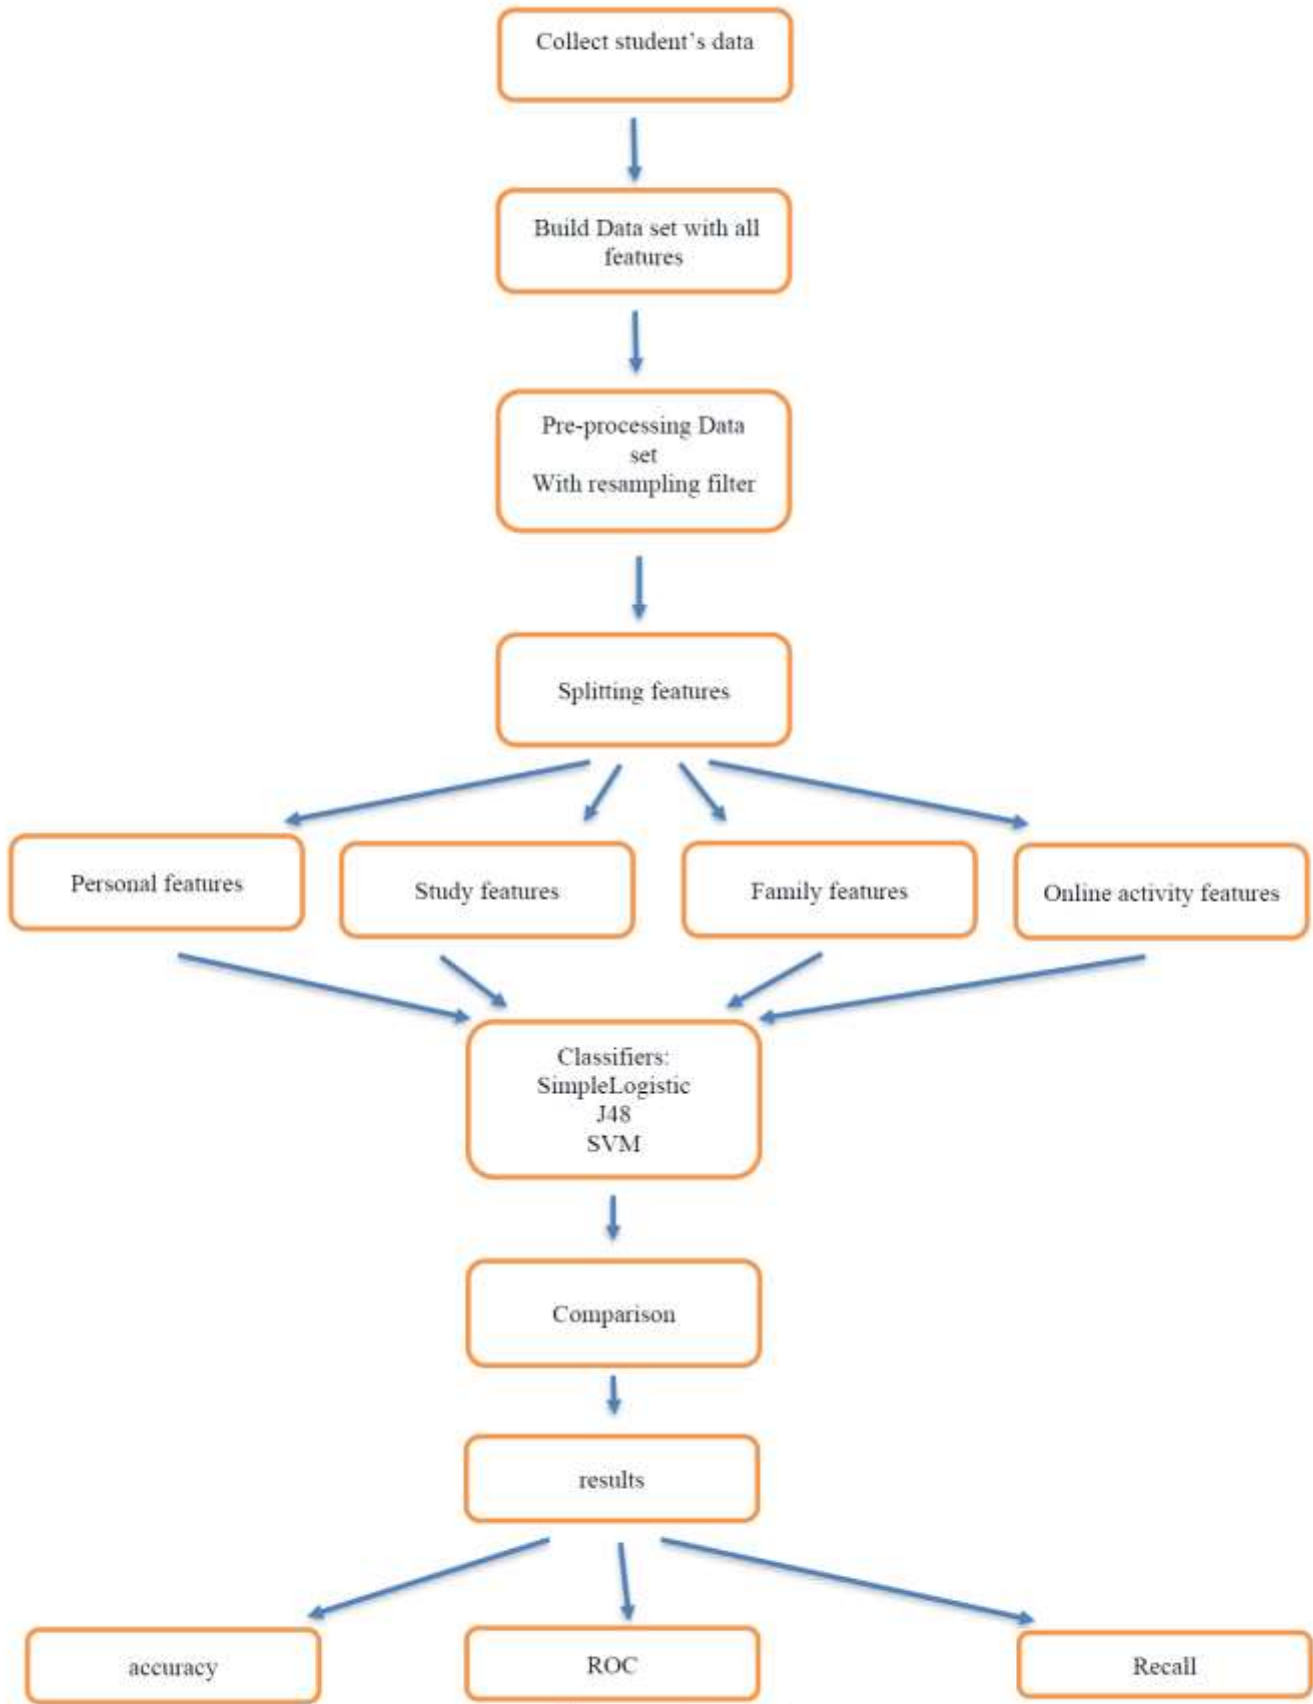 Collect student’s data
Build Data set with all
features
Pre-processing Data
set
With resampling filter
Splitting features
Personal features
Study features
Family features
Online activity features
Classifiers:
SimpleLogistic
J48
SVM
Comparison
results
accuracy
ROC
Recall